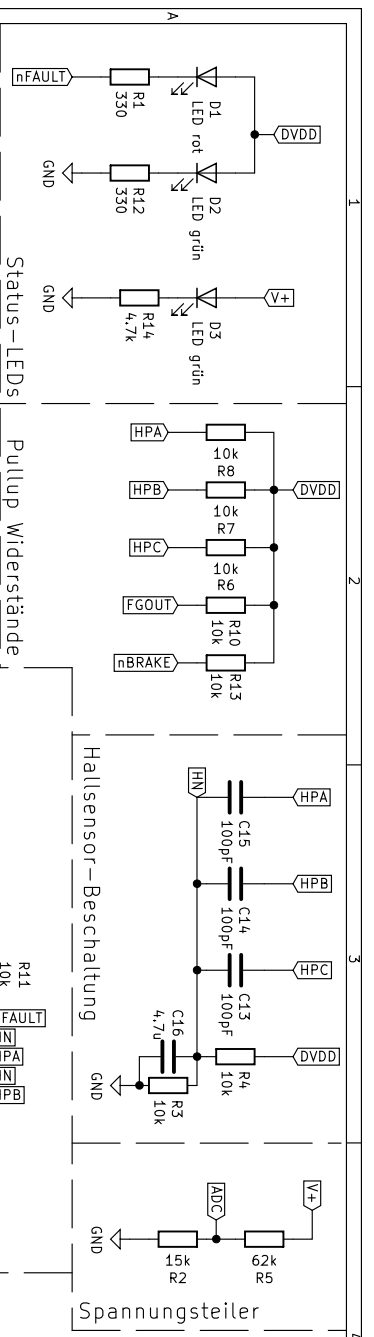 A
1
2
3
nFAULT
R1
330
D1
LED rot
DVDD
GND
R12
330
D2
LED grün
GND
R14
4.7k
D3
LED grün
V+
Status-LEDs
HPA
10k
R8
DVDD
HPB
10k
R7
HPC
10k
R6
FGOUT
R10
10k
nBRAKE
R13
10k
Pullup Widerstände
HN
HPA
C15
100pF
HPB
C14
100pF
HPC
C13
100pF
DVDD
R4
10k
C16
4.7u
R3
10k
GND
Hallsensor-Beschaltung
V+
ADC
62k
R5
15k
R2
GND
Spannungsteiler
R11
10k
FAULT
IN
PA
IN
PB